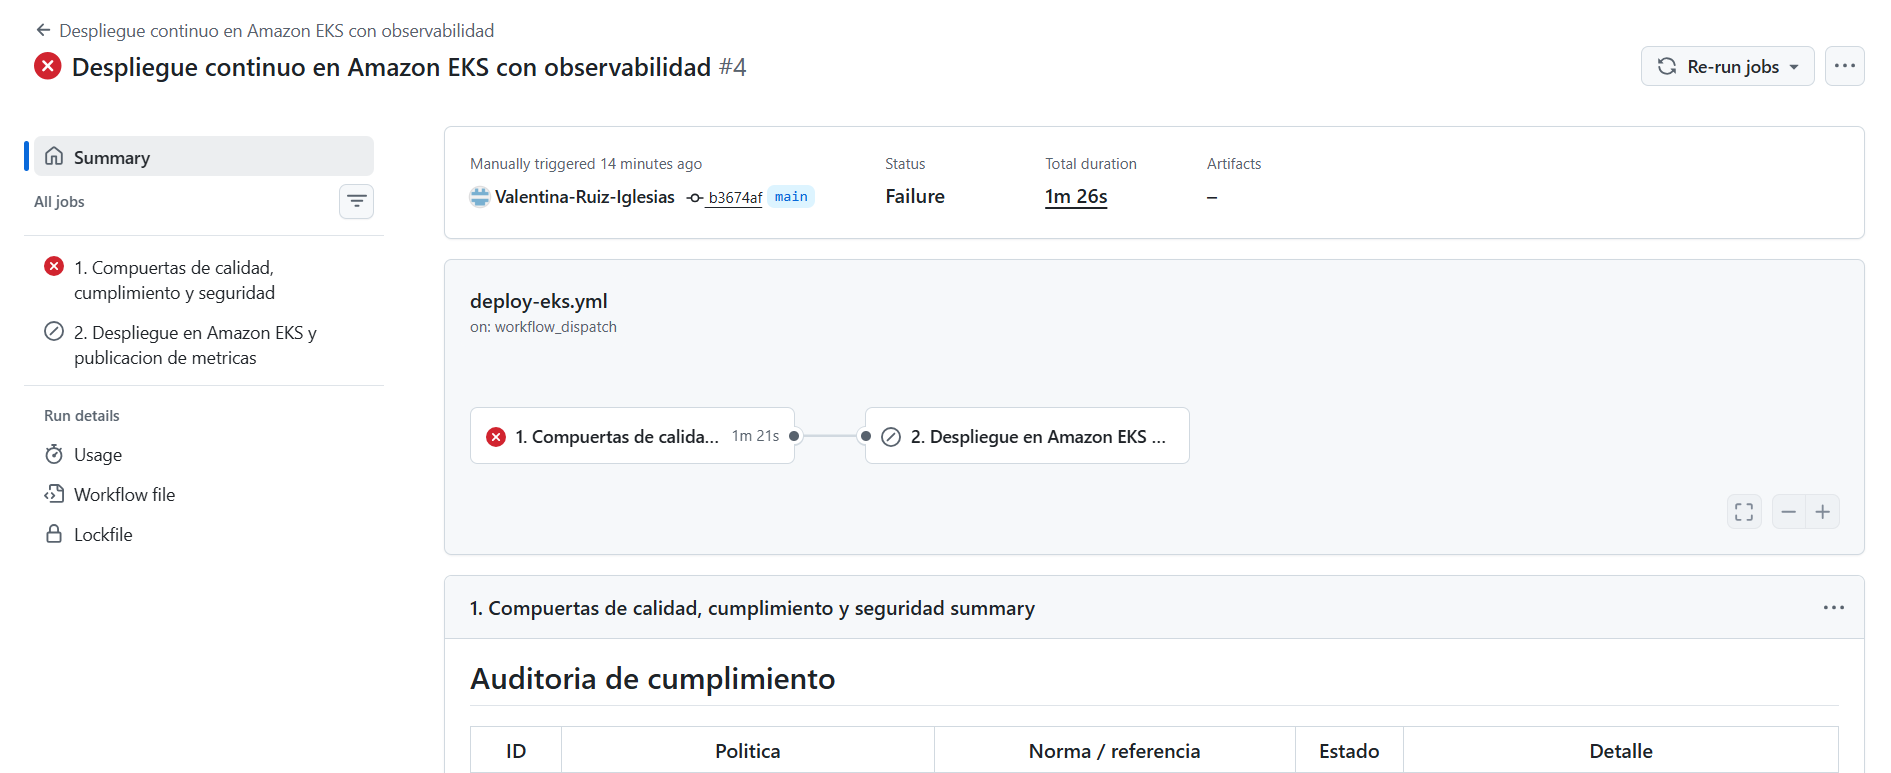 Despliegue continuo en Amazon EKS con observabilidad
Despliegue continuo en Amazon EKS con observabilidad #4
Re-run jobs
Summary
All jobs
1. Compuertas de calidad,
cumplimiento y seguridad
2. Despliegue en Amazon EKS y
publicacion de metricas
Run details
Usage
Workflow file
Lockfile
Manually triggered 14 minutes ago
Valentina-Ruiz-Iglesias b3674af main
Status
Failure
Total duration
1m 26s
Artifacts
–
deploy-eks.yml
on: workflow_dispatch
1. Compuertas de calida... 1m 21s
2. Despliegue en Amazon EKS ...
1. Compuertas de calidad, cumplimiento y seguridad summary
Auditoria de cumplimiento
ID Politica Norma / referencia Estado Detalle